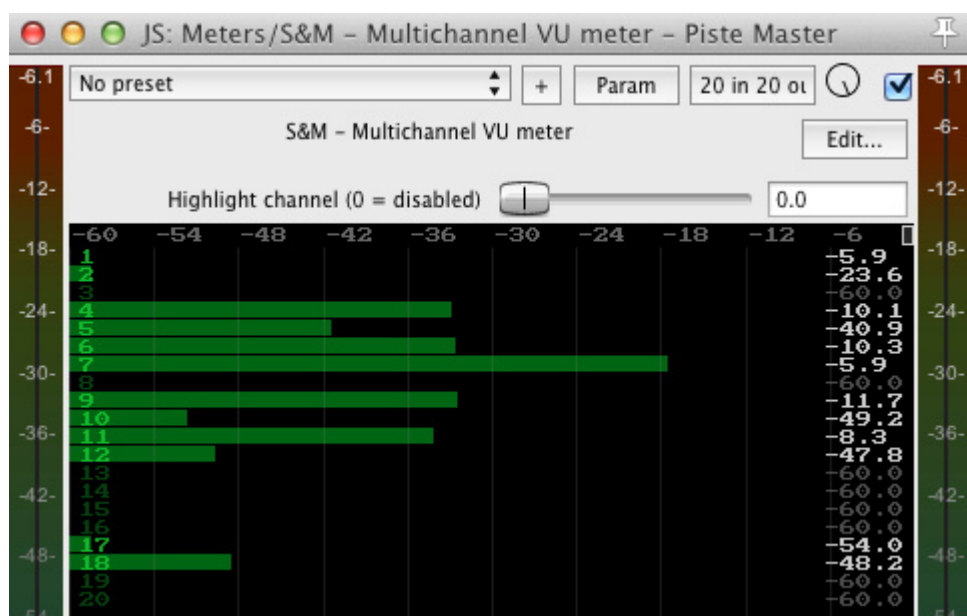 JS: Meters/S&M – Multichannel VU meter – Piste Master
-6.1 No preset + Param 20 in 20 ou -6.1
-6- S&M – Multichannel VU meter Edit... -6-
-12- Highlight channel (0 = disabled) 0.0 -12-
-60 -54 -48 -42 -36 -30 -24 -18 -12 -6
-18- 1 -5.9 -18-
2 -23.6
3 -60.0
-24- 4 -10.1 -24-
5 -40.9
6 -10.3
-30- 7 -5.9 -30-
8 -60.0
9 -11.7
10 -49.2
-36- 11 -8.3 -36-
12 -47.8
13 -60.0
-42- 14 -60.0 -42-
15 -60.0
16 -60.0
17 -54.0
-48- 18 -48.2 -48-
19 -60.0
20 -60.0